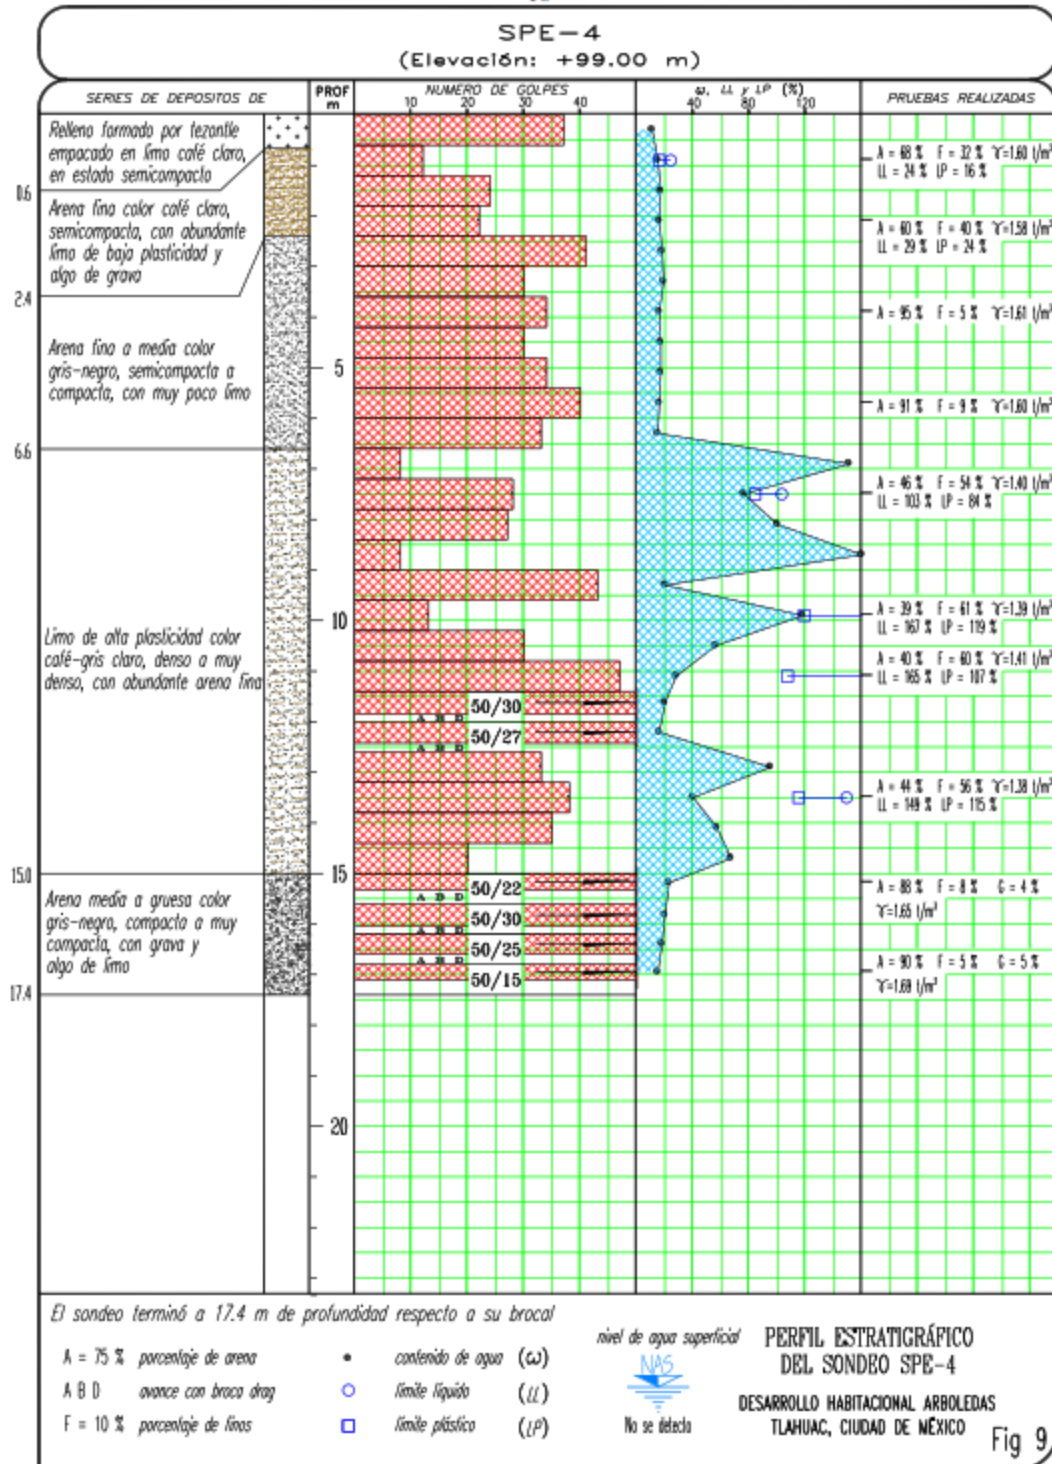 SPE-4
(Elevación: +99.00 m)
SERIES DE DEPOSITOS DE
PROF
m
NUMERO DE GOLPES
10 20 30 40
ω, LL y LP (%)
40 80 120
PRUEBAS REALIZADAS
Relleno formado por tezontle
empacado en limo café claro,
en estado semicompacto
0.6
Arena fina color café claro,
semicompacta, con abundante
limo de baja plasticidad y
algo de grava
2.4
Arena fina a media color
gris-negro, semicompacta a
compacta, con muy poco limo
6.6
Limo de alta plasticidad color
café-gris claro, denso a muy
denso, con abundante arena fina
15.0
Arena media a gruesa color
gris-negro, compacta a muy
compacta, con grava y
algo de limo
17.4
5
10
15
20
50/30
A B D
50/27
A B D
50/22
A B D
50/30
A B D
50/25
A B D
50/15
A = 68 % F = 32 % γ=1.60 t/m³
LL = 24 % LP = 16 %
A = 60 % F = 40 % γ=1.58 t/m³
LL = 29 % LP = 24 %
A = 95 % F = 5 % γ=1.61 t/m³
A = 91 % F = 9 % γ=1.60 t/m³
A = 46 % F = 54 % γ=1.40 t/m³
LL = 103 % LP = 84 %
A = 39 % F = 61 % γ=1.39 t/m³
LL = 167 % LP = 119 %
A = 40 % F = 60 % γ=1.41 t/m³
LL = 165 % LP = 107 %
A = 44 % F = 56 % γ=1.38 t/m³
LL = 149 % LP = 115 %
A = 88 % F = 8 % G = 4 %
γ=1.65 t/m³
A = 90 % F = 5 % G = 5 %
γ=1.69 t/m³
El sondeo terminó a 17.4 m de profundidad respecto a su brocal
A = 75 % porcentaje de arena
A B D avance con broca drag
F = 10 % porcentaje de finos
contenido de agua (ω)
límite líquido (LL)
límite plástico (LP)
nivel de agua superficial
NAS
No se detecto
PERFIL ESTRATIGRÁFICO
DEL SONDEO SPE-4
DESARROLLO HABITACIONAL ARBOLEDAS
TLAHUAC, CIUDAD DE MÉXICO
Fig 9